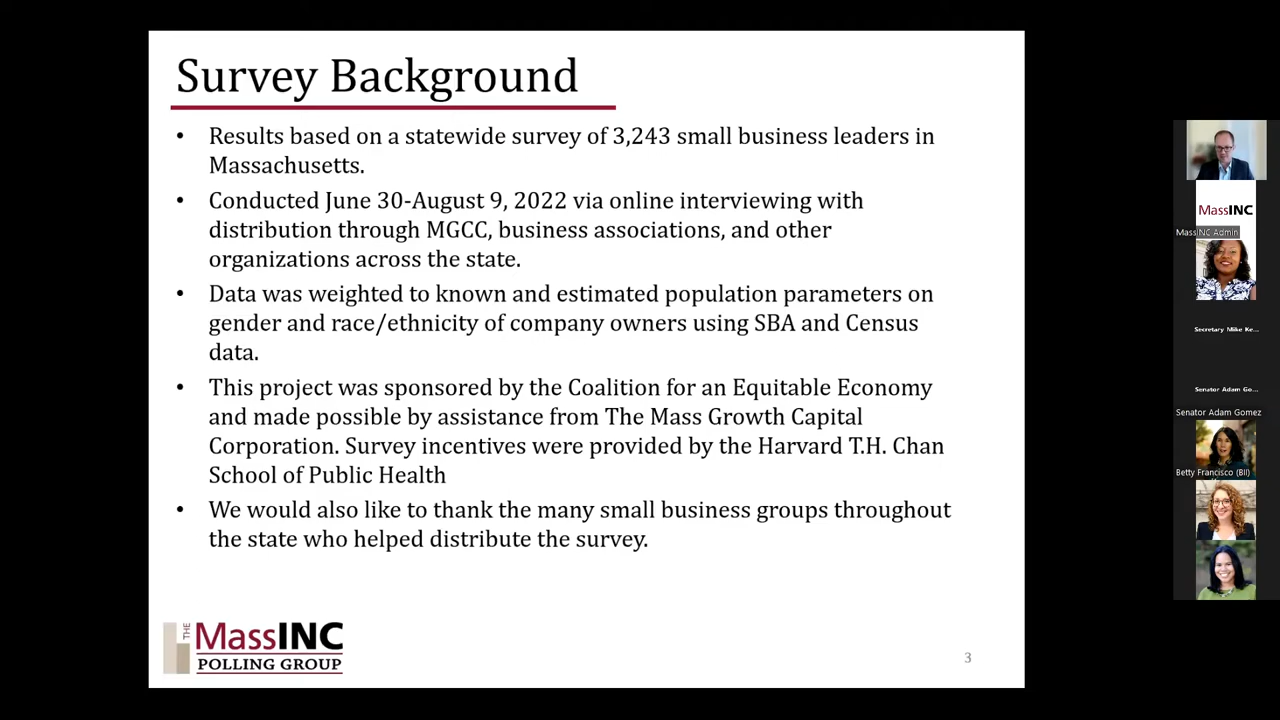 Survey Background
• Results based on a statewide survey of 3,243 small business leaders in
Massachusetts.
• Conducted June 30-August 9, 2022 via online interviewing with
distribution through MGCC, business associations, and other
organizations across the state.
• Data was weighted to known and estimated population parameters on
gender and race/ethnicity of company owners using SBA and Census
data.
• This project was sponsored by the Coalition for an Equitable Economy
and made possible by assistance from The Mass Growth Capital
Corporation. Survey incentives were provided by the Harvard T.H. Chan
School of Public Health
• We would also like to thank the many small business groups throughout
the state who helped distribute the survey.
THE
MassINC
POLLING GROUP
3
MassINC
MassINC Admin
Secretary Mike Ke...
Senator Adam Go...
Senator Adam Gomez
Betty Francisco (BII)